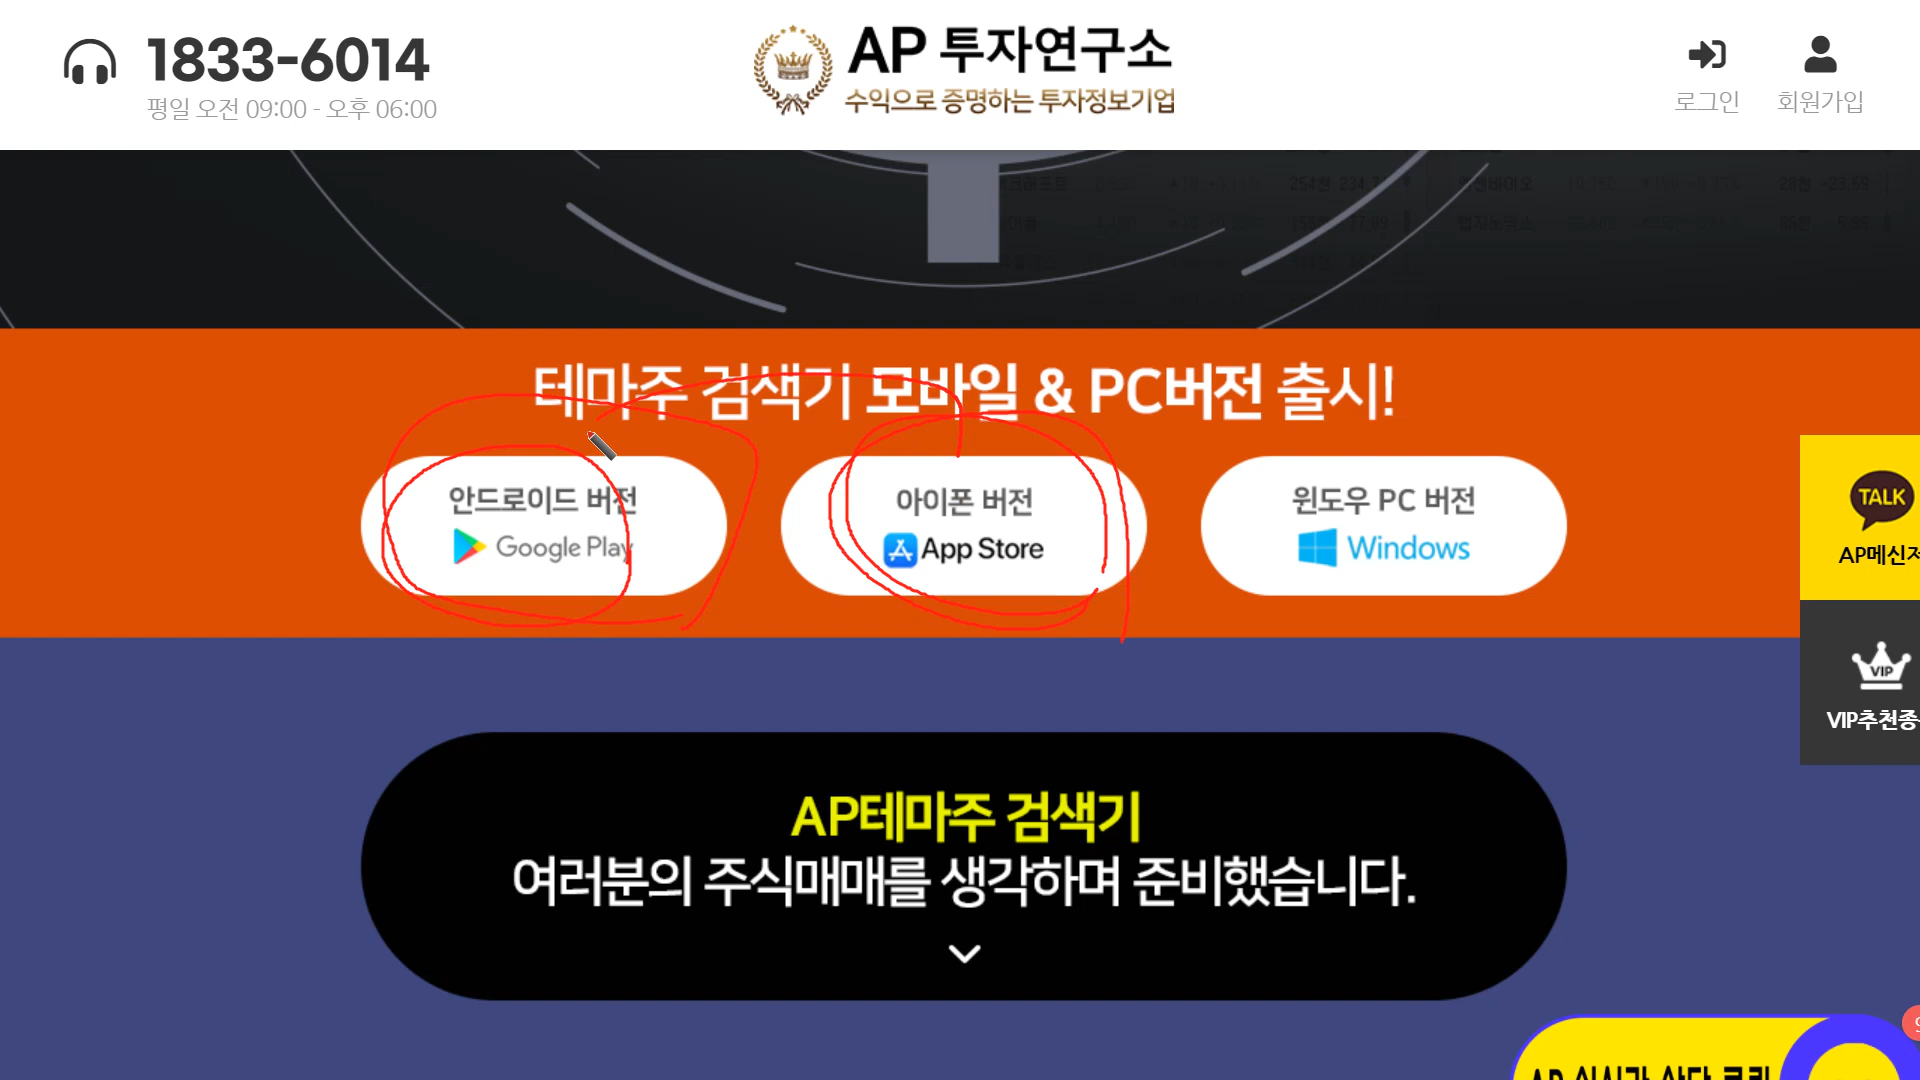 1833-6014
평일 오전 09:00 - 오후 06:00
AP 투자연구소
수익으로 증명하는 투자정보기업
로그인
회원가입
테마주 검색기 모바일 & PC버전 출시!
안드로이드 버전
Google Play
아이폰 버전
App Store
윈도우 PC 버전
Windows
TALK
AP메신저
VIP
VIP추천종
AP테마주 검색기
여러분의 주식매매를 생각하며 준비했습니다.